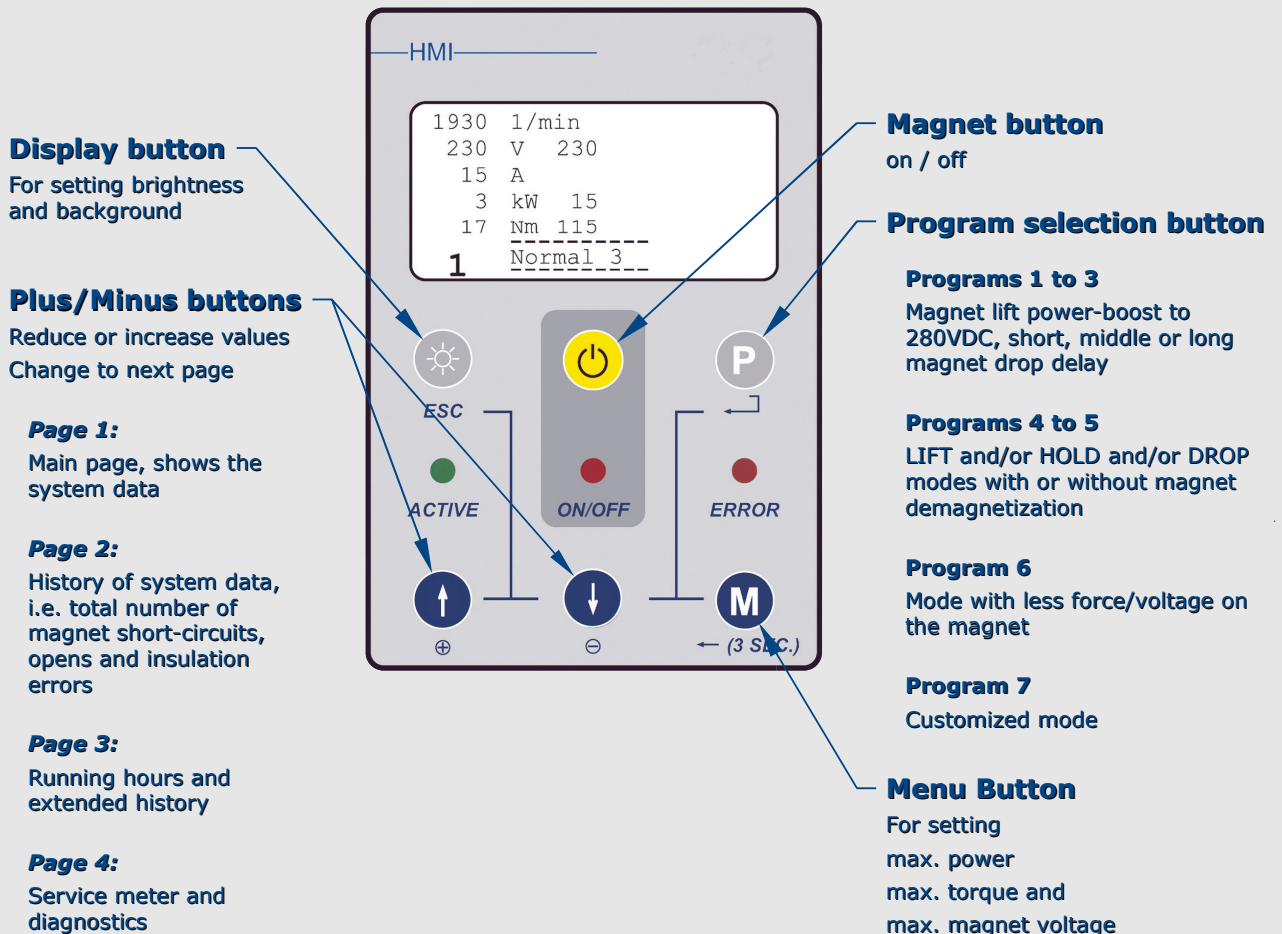 HMI
1930 1/min
230 V 230
15 A
3 kW 15
17 Nm 115
1 Normal 3
ESC
ACTIVE
ON/OFF
P
ERROR
M
← (3 SEC.)
Display button
For setting brightness
and background
Plus/Minus buttons
Reduce or increase values
Change to next page
Page 1:
Main page, shows the
system data
Page 2:
History of system data,
i.e. total number of
magnet short-circuits,
opens and insulation
errors
Page 3:
Running hours and
extended history
Page 4:
Service meter and
diagnostics
Magnet button
on / off
Program selection button
Programs 1 to 3
Magnet lift power-boost to
280VDC, short, middle or long
magnet drop delay
Programs 4 to 5
LIFT and/or HOLD and/or DROP
modes with or without magnet
demagnetization
Program 6
Mode with less force/voltage on
the magnet
Program 7
Customized mode
Menu Button
For setting
max. power
max. torque and
max. magnet voltage